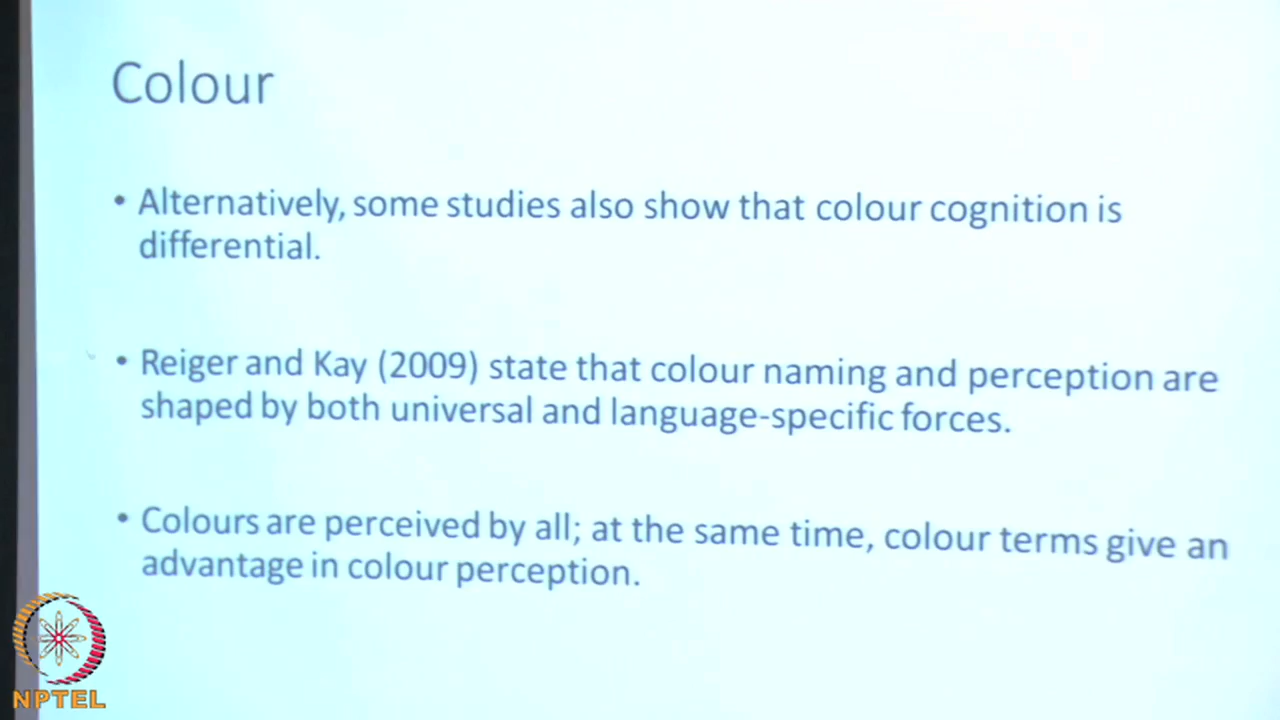 Colour
• Alternatively, some studies also show that colour cognition is
differential.
• Reiger and Kay (2009) state that colour naming and perception are
shaped by both universal and language-specific forces.
• Colours are perceived by all; at the same time, colour terms give an
advantage in colour perception.
NPTEL